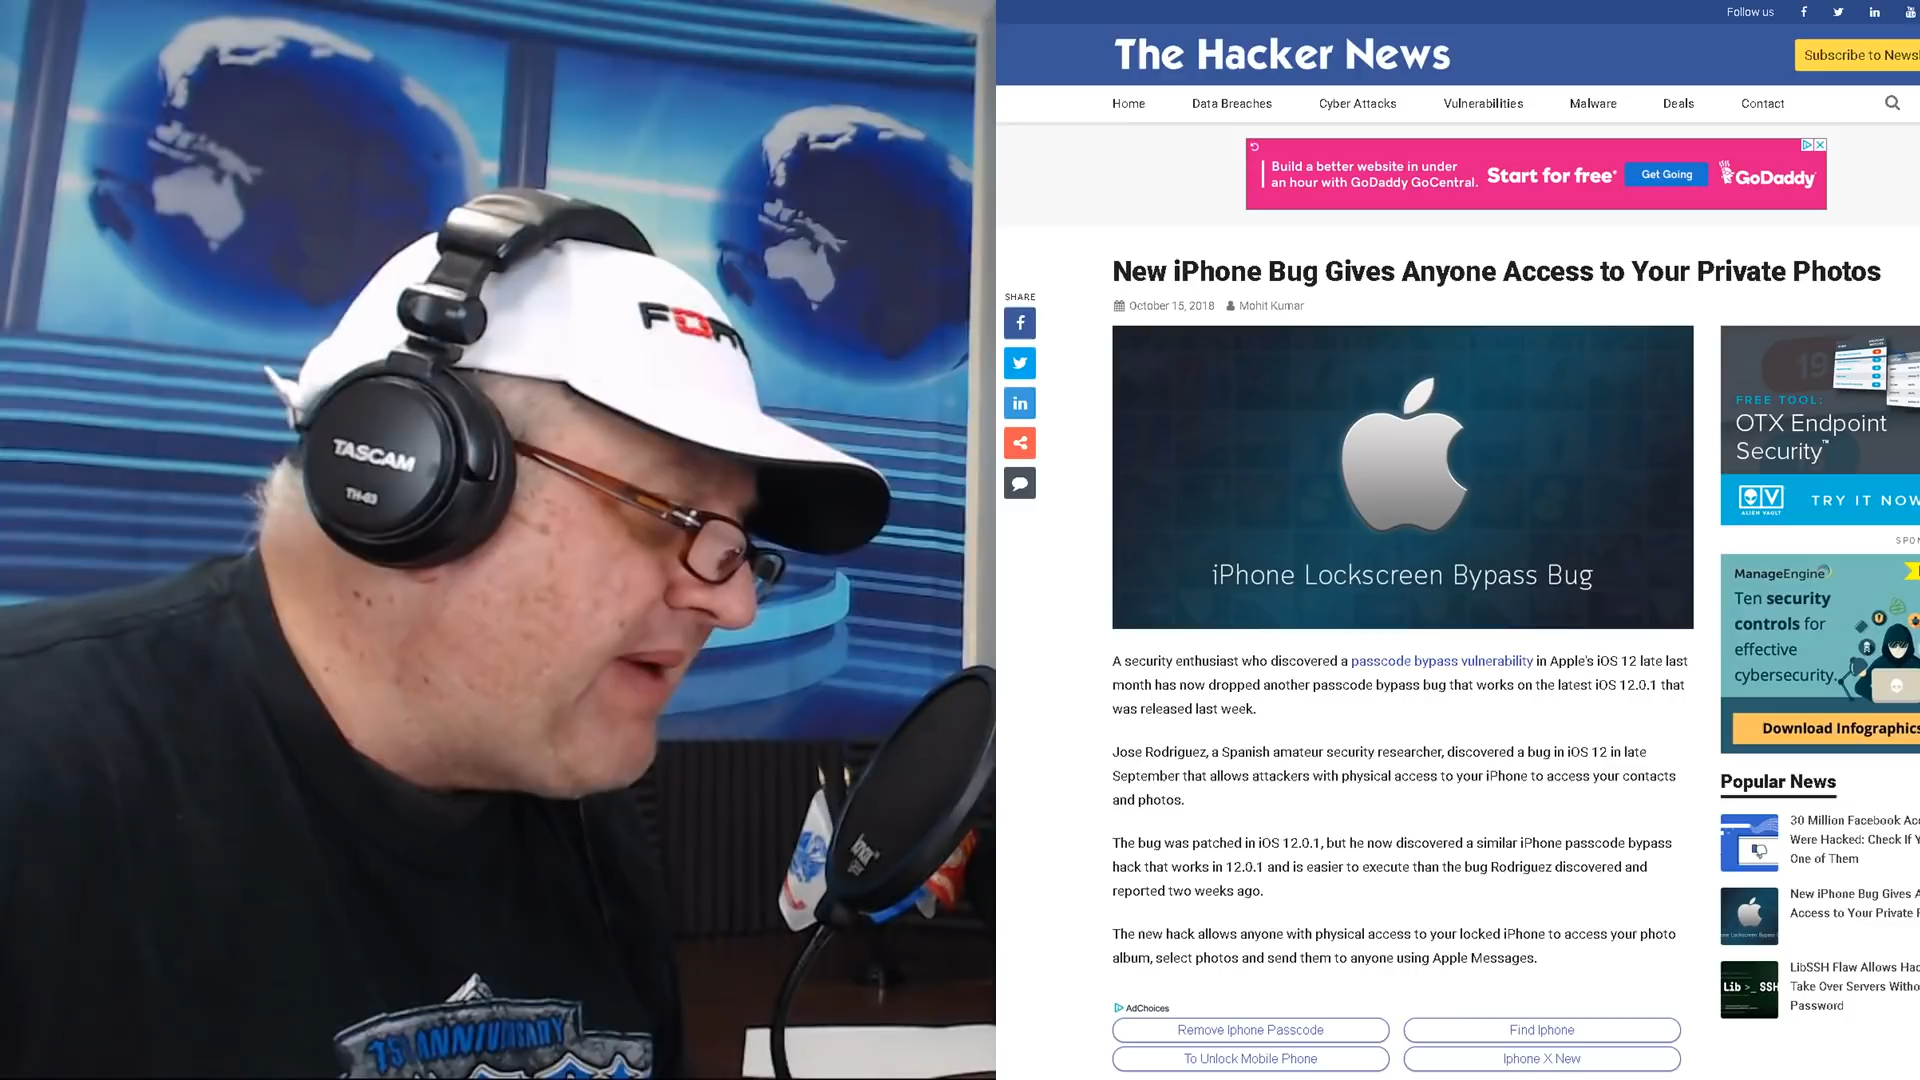 TASCAM
TH-03
knox
Follow us
The Hacker News
Home
Data Breaches
Cyber Attacks
Vulnerabilities
Malware
Deals
Contact
Build a better website in under
an hour with GoDaddy GoCentral.
Start for free*
Get Going
GoDaddy
New iPhone Bug Gives Anyone Access to Your Private Photos
October 15, 2018
Mohit Kumar
SHARE
iPhone Lockscreen Bypass Bug
A security enthusiast who discovered a passcode bypass vulnerability in Apple's iOS 12 late last
month has now dropped another passcode bypass bug that works on the latest iOS 12.0.1 that
was released last week.
Jose Rodriguez, a Spanish amateur security researcher, discovered a bug in iOS 12 in late
September that allows attackers with physical access to your iPhone to access your contacts
and photos.
The bug was patched in iOS 12.0.1, but he now discovered a similar iPhone passcode bypass
hack that works in 12.0.1 and is easier to execute than the bug Rodriguez discovered and
reported two weeks ago.
The new hack allows anyone with physical access to your locked iPhone to access your photo
album, select photos and send them to anyone using Apple Messages.
AdChoices
Remove Iphone Passcode
Find Iphone
To Unlock Mobile Phone
Iphone X New
Subscribe to
FREE TOOL:
OTX Endpoint
Security™
ALIEN VAULT
TRY IT
ManageEngine
Ten security
controls for
effective
cybersecurity.
Download Infographics
Popular News
30 Million Facebook
Were Hacked: Check If
One of Them
New iPhone Bug Gives
Access to Your Private
LibSSH Flaw Allows
Take Over Servers
Password
Lib >_ SSH
ANNIVERSARY